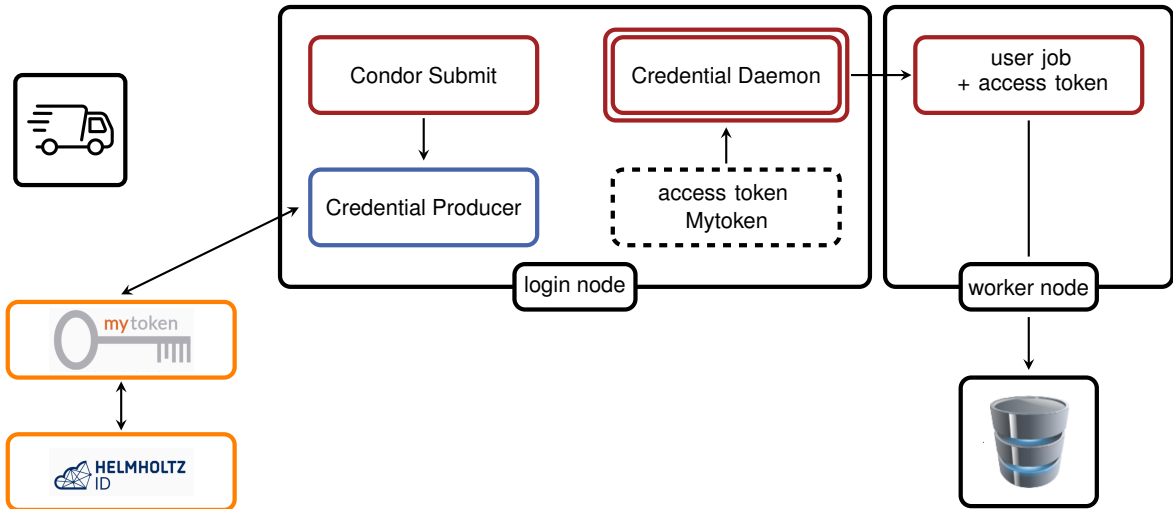 Condor Submit
Credential Daemon
user job
+ access token
Credential Producer
access token
Mytoken
login node
worker node
mytoken
HELMHOLTZ
ID